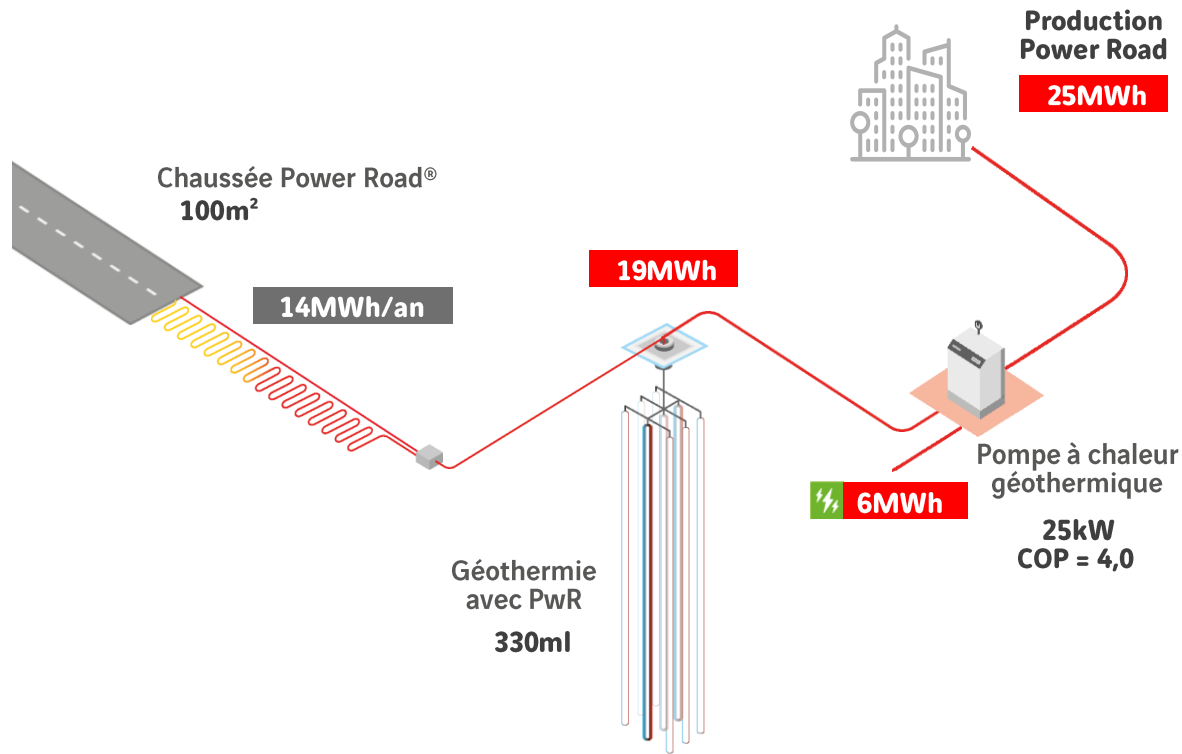 Production
Power Road
25MWh
Chaussée Power Road®
100m²
14MWh/an
19MWh
6MWh
Pompe à chaleur
géothermique
25kW
COP = 4,0
Géothermie
avec PwR
330ml